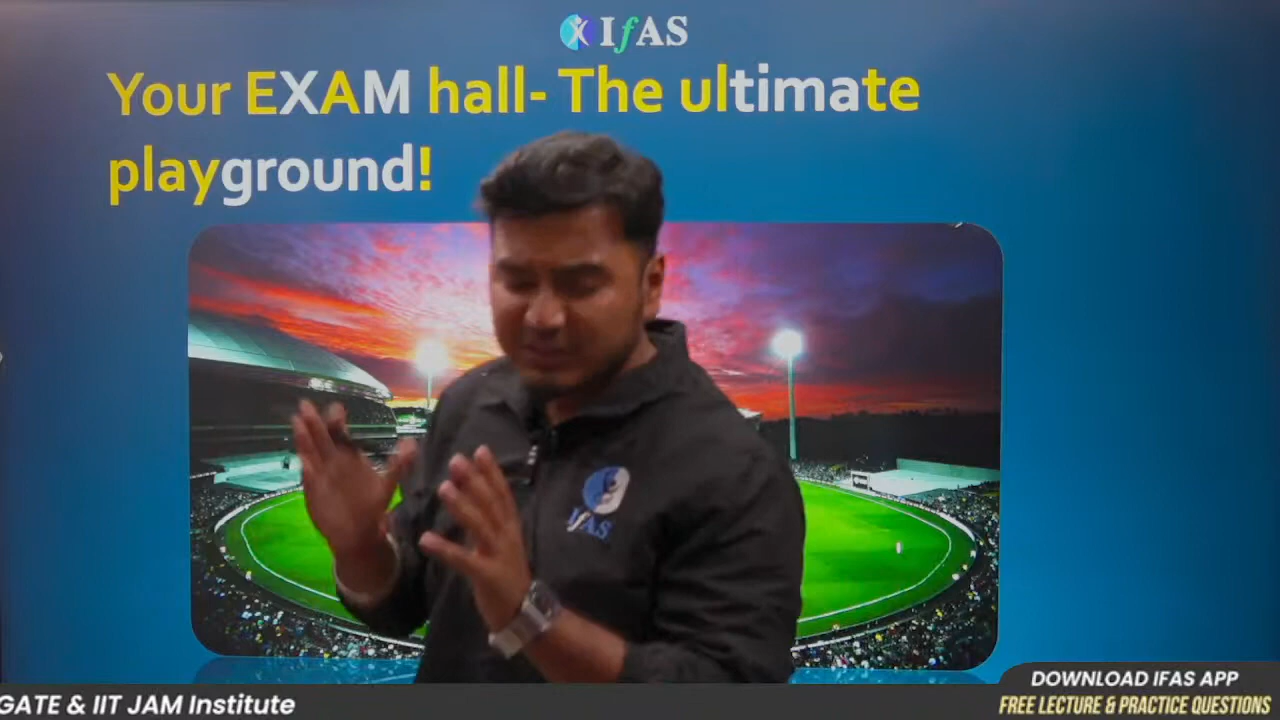 IfAS
Your EXAM hall- The ultimate
playground!
IfAS
DOWNLOAD IFAS APP
GATE & IIT JAM Institute
FREE LECTURE & PRACTICE QUESTIONS